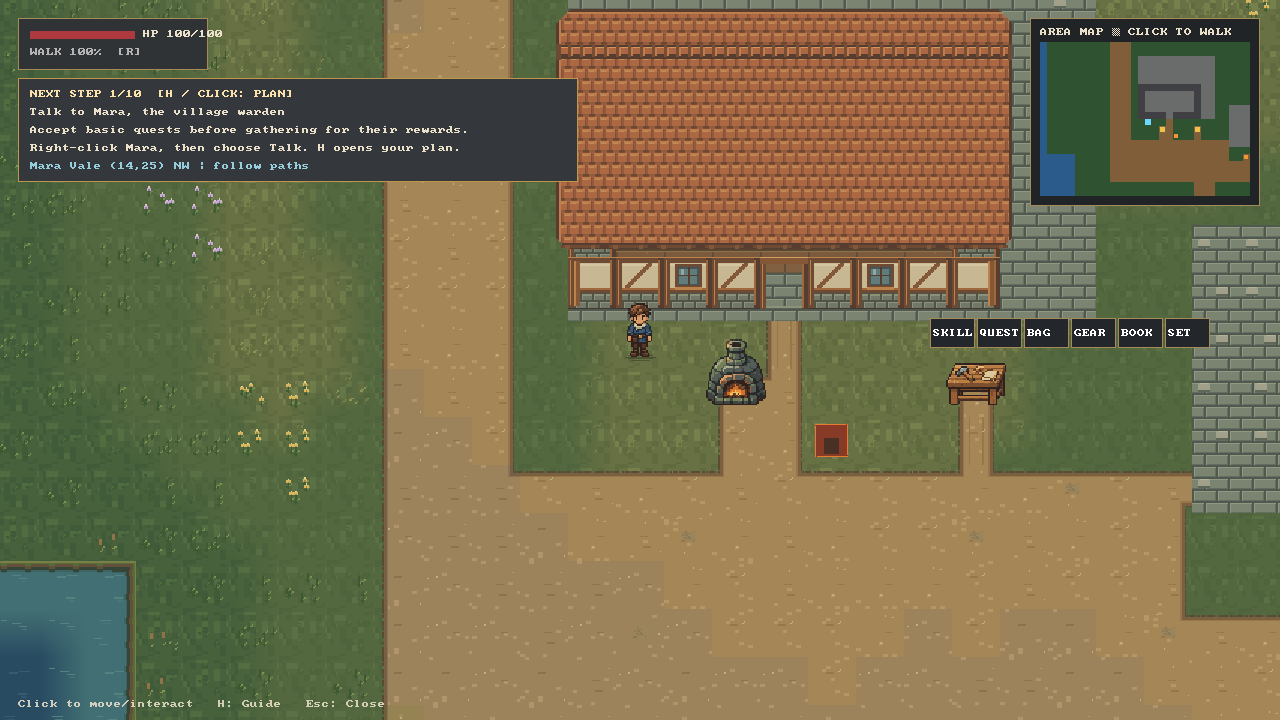 HP 100/100
WALK 100% [R]
NEXT STEP 1/10 [H / CLICK: PLAN]
Talk to Mara, the village warden
Accept basic quests before gathering for their rewards.
Right-click Mara, then choose Talk. H opens your plan.
Mara Vale (14,25) NW ¦ follow paths
AREA MAP ▒ CLICK TO WALK
SKILL QUEST BAG GEAR BOOK SET
Click to move/interact H: Guide Esc: Close